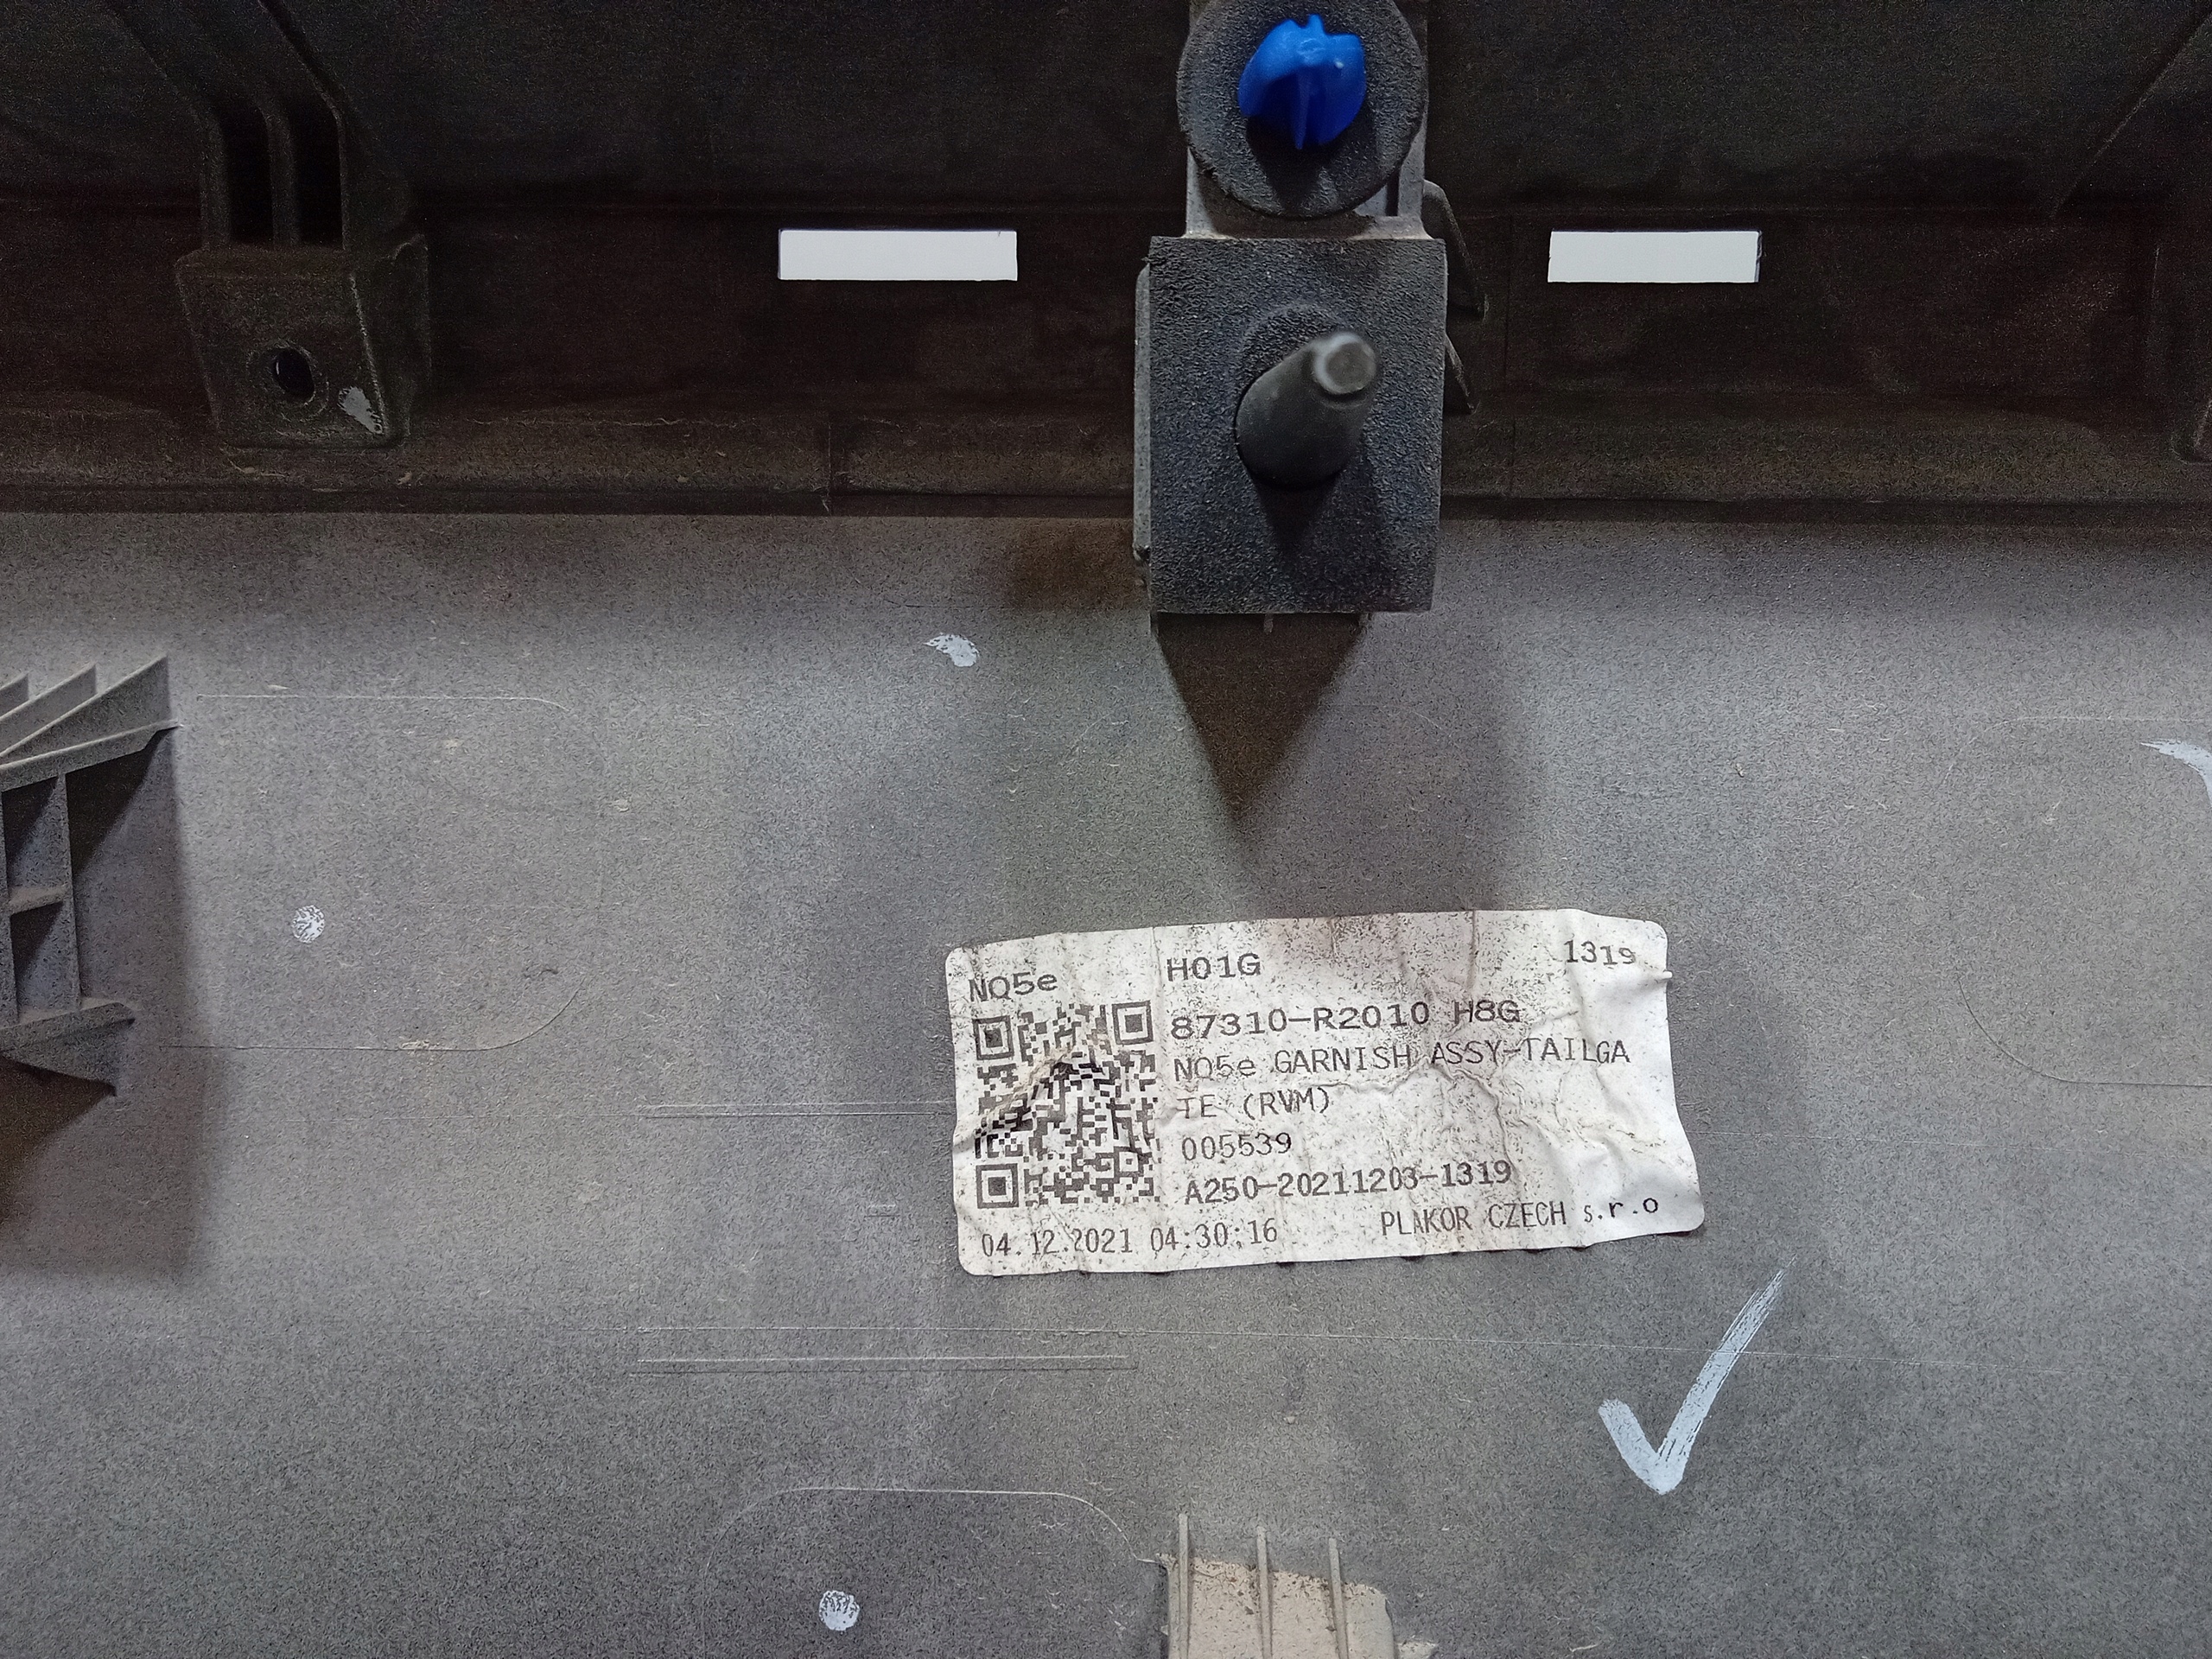 NQ5e H01G 1319
87310-R2010 H8G
NQ5e GARNISH ASSY-TAILGA
TE (RVM)
005539
A250-20211203-1319
04.12.2021 04:30:16 PLAKOR CZECH s.r.o